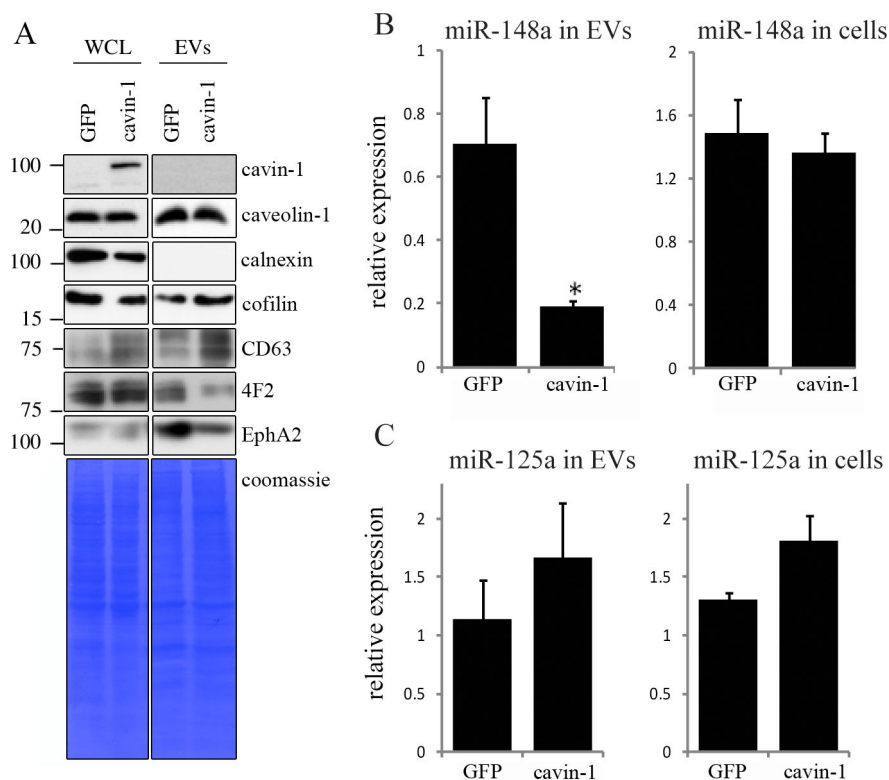 A
WCL EVs
GFP cavin-1 GFP cavin-1
100 cavin-1
20 caveolin-1
100 calnexin
15 cofilin
75 CD63
75 4F2
100 EphA2
coomassie
B
miR-148a in EVs
relative expression
1
0.8
0.6
0.4
0.2
0
*
GFP cavin-1
miR-148a in cells
2
1.6
1.2
0.8
0.4
0
GFP cavin-1
C
miR-125a in EVs
relative expression
2
1.5
1
0.5
0
GFP cavin-1
miR-125a in cells
2
1.5
1
0.5
0
GFP cavin-1